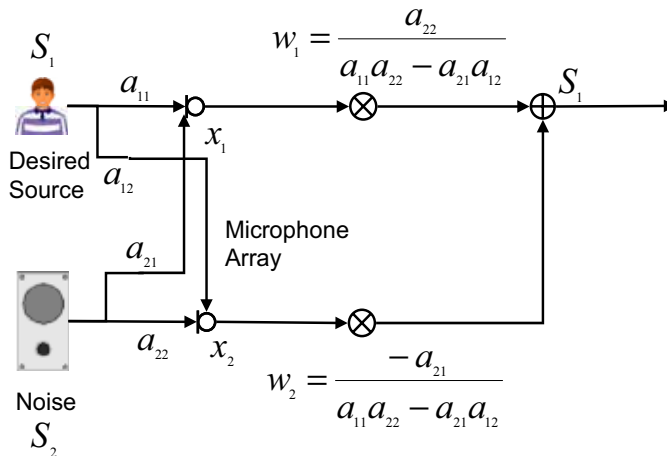 w₁ = a₂₂ / (a₁₁a₂₂ − a₂₁a₁₂)
S₁
a₁₁
S₁
x₁
Desired
Source
a₁₂
Microphone
Array
a₂₁
a₂₂
x₂
w₂ = −a₂₁ / (a₁₁a₂₂ − a₂₁a₁₂)
Noise
S₂